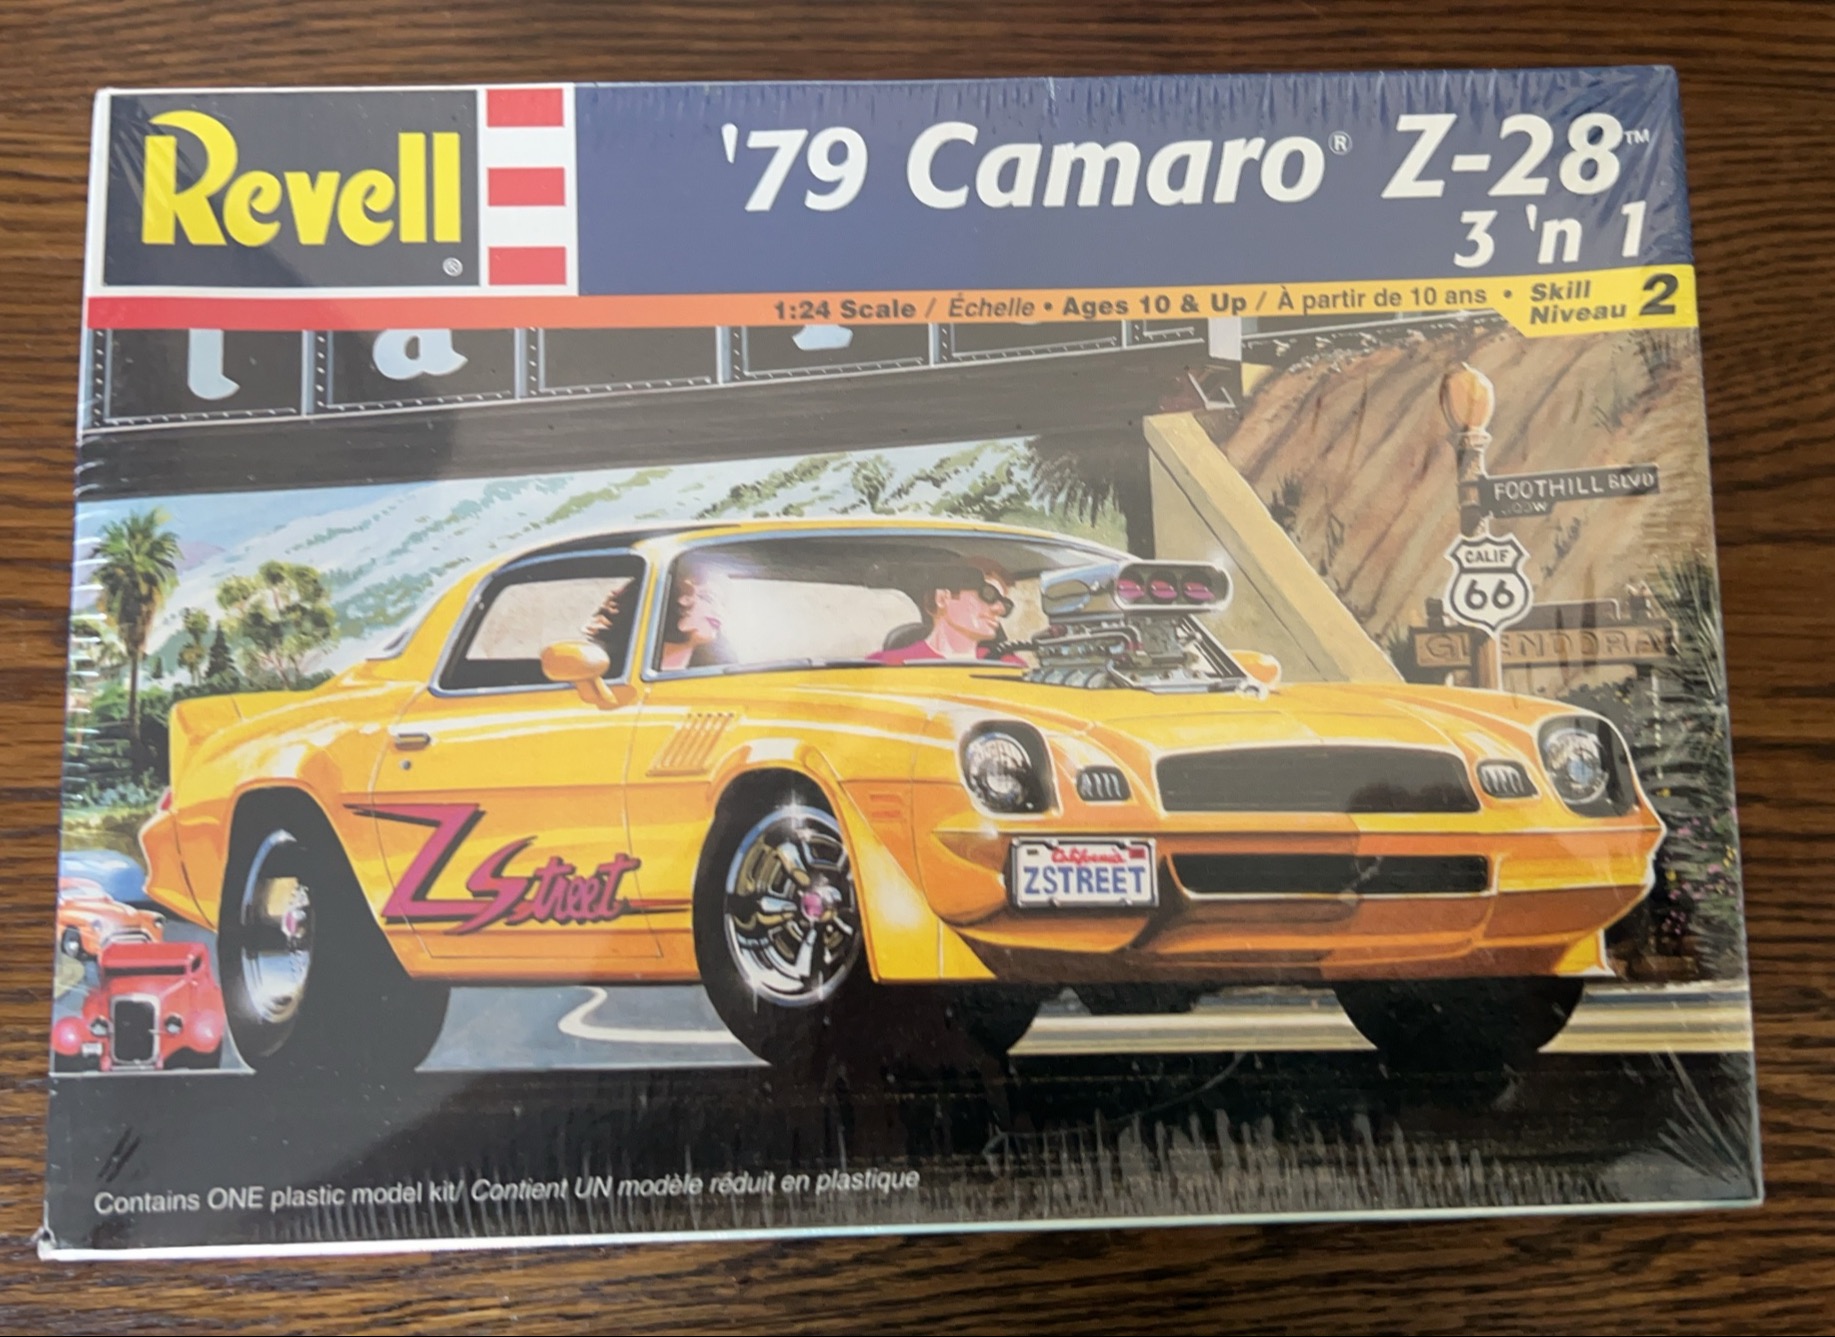 Revell®
'79 Camaro® Z-28™
3 'n 1
1:24 Scale / Échelle • Ages 10 & Up / À partir de 10 ans • Skill Niveau 2
FOOTHILL BLVD
CALIF
66
GLENDORA
Z Street
California
ZSTREET
Contains ONE plastic model kit/ Contient UN modèle réduit en plastique